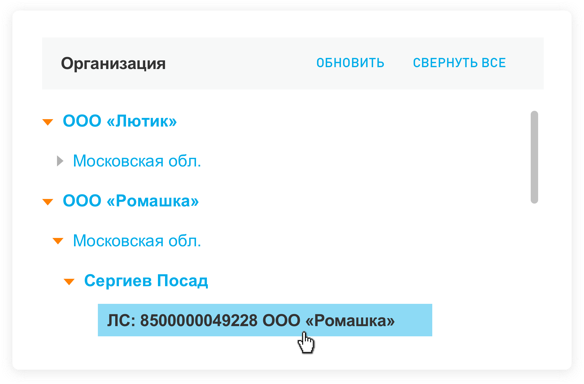 Организация ОБНОВИТЬ СВЕРНУТЬ ВСЕ
ООО «Лютик»
Московская обл.
ООО «Ромашка»
Московская обл.
Сергиев Посад
ЛС: 8500000049228 ООО «Ромашка»